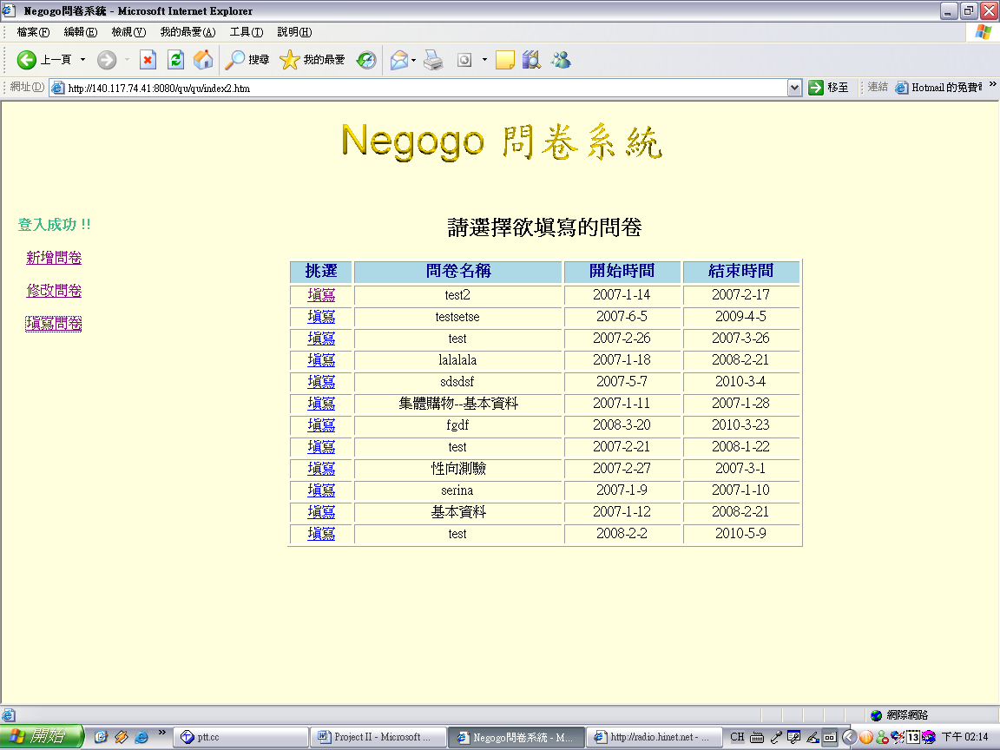 Negogo問卷系統 - Microsoft Internet Explorer
檔案(F) 編輯(E) 檢視(V) 我的最愛(A) 工具(T) 說明(H)
上一頁 搜尋 我的最愛
網址(D) http://140.117.74.41:8080/qu/qu/index2.htm 移至 連結 Hotmail 的免費 »
Negogo 問卷系統
登入成功 !!
新增問卷
修改問卷
填寫問卷
請選擇欲填寫的問卷
挑選 問卷名稱 開始時間 結束時間
填寫 test2 2007-1-14 2007-2-17
填寫 testsetse 2007-6-5 2009-4-5
填寫 test 2007-2-26 2007-3-26
填寫 lalalala 2007-1-18 2008-2-21
填寫 sdsdsf 2007-5-7 2010-3-4
填寫 集體購物--基本資料 2007-1-11 2007-1-28
填寫 fgdf 2008-3-20 2010-3-23
填寫 test 2007-2-21 2008-1-22
填寫 性向測驗 2007-2-27 2007-3-1
填寫 serina 2007-1-9 2007-1-10
填寫 基本資料 2007-1-12 2008-2-21
填寫 test 2008-2-2 2010-5-9
網際網路
開始 » ptt.cc Project II - Microsoft ... Negogo問卷系統 - M... http://radio.hinet.net - ... CH 13 下午 02:14